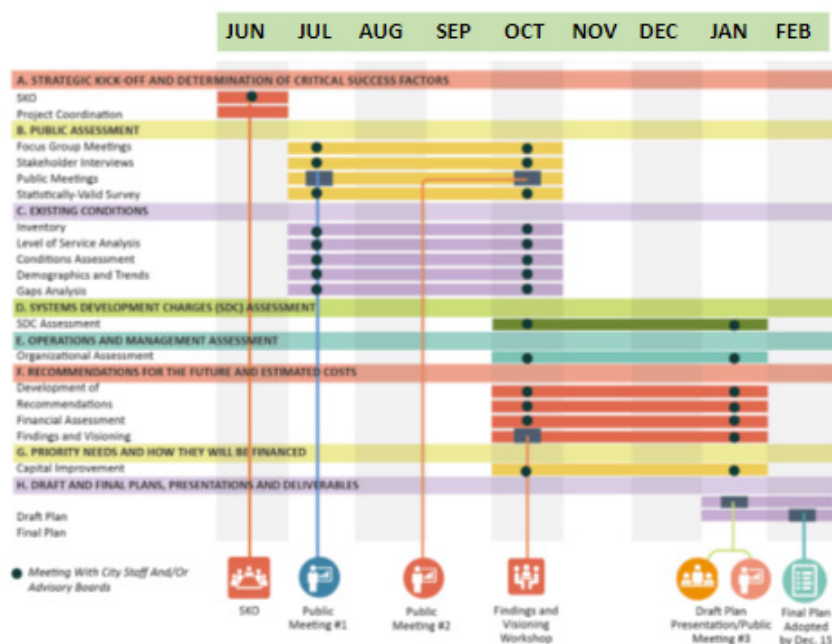 JUN JUL AUG SEP OCT NOV DEC JAN FEB
A. STRATEGIC KICK-OFF AND DETERMINATION OF CRITICAL SUCCESS FACTORS
SKO
Project Coordination
B. PUBLIC ASSESSMENT
Focus Group Meetings
Stakeholder Interviews
Public Meetings
Statistically-Valid Survey
C. EXISTING CONDITIONS
Inventory
Level of Service Analysis
Conditions Assessment
Demographics and Trends
Gaps Analysis
D. SYSTEMS DEVELOPMENT CHARGES (SDC) ASSESSMENT
SDC Assessment
E. OPERATIONS AND MANAGEMENT ASSESSMENT
Organizational Assessment
F. RECOMMENDATIONS FOR THE FUTURE AND ESTIMATED COSTS
Development of
Recommendations
Financial Assessment
Findings and Visioning
G. PRIORITY NEEDS AND HOW THEY WILL BE FINANCED
Capital Improvement
H. DRAFT AND FINAL PLANS, PRESENTATIONS AND DELIVERABLES
Draft Plan
Final Plan
Meeting With City Staff And/Or
Advisory Boards
SKO
Public
Meeting #1
Public
Meeting #2
Findings and
Visioning
Workshop
Draft Plan
Presentation/Public
Meeting #3
Final Plan
Adopted
by Dec. 15